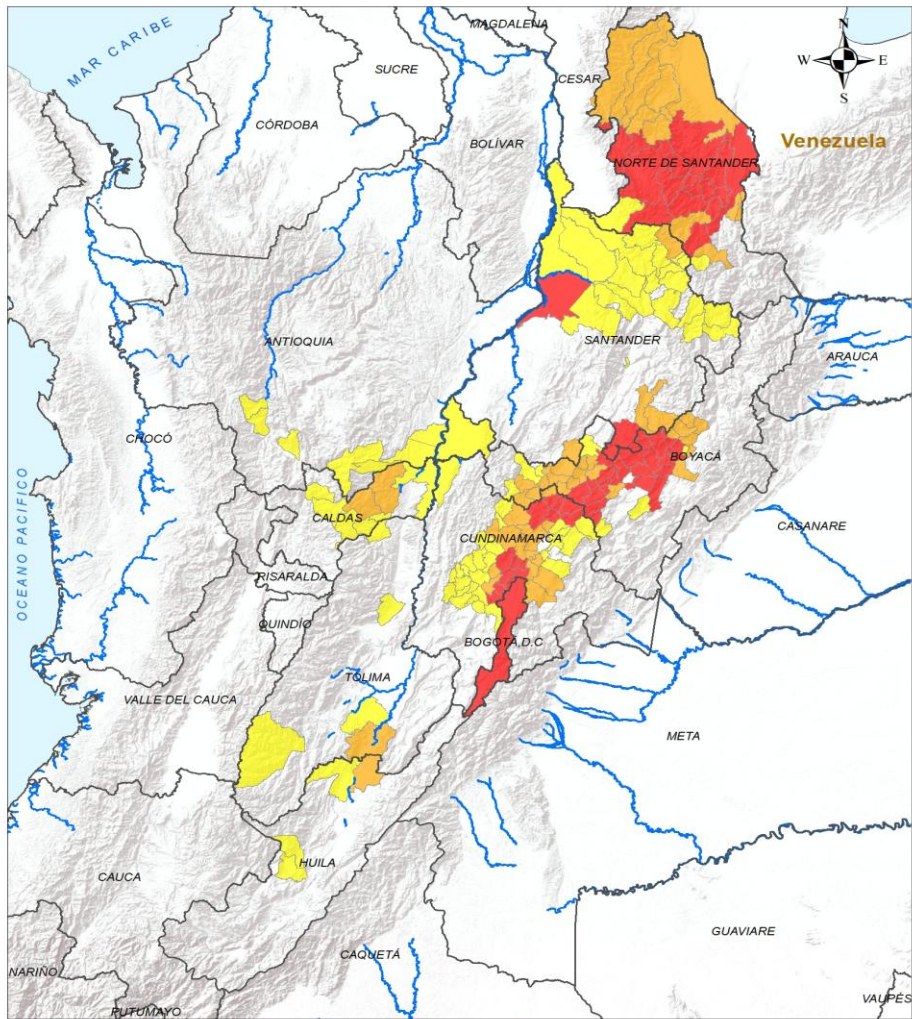 MAGDALENA
MAR CARIBE
N
W
E
S
SUCRE
CESAR
CÓRDOBA
BOLÍVAR
Venezuela
NORTE DE SANTANDER
ANTIOQUIA
SANTANDER
ARAUCA
CHOCÓ
BOYACÁ
OCEANO PACIFICO
CALDAS
CUNDINAMARCA
CASANARE
RISARALDA
QUINDÍO
BOGOTÁ,D.C
TOLIMA
VALLE DEL CAUCA
META
HUILA
CAUCA
GUAVIARE
CAQUETÁ
NARIÑO
VAUPÉS
PUTUMAYO